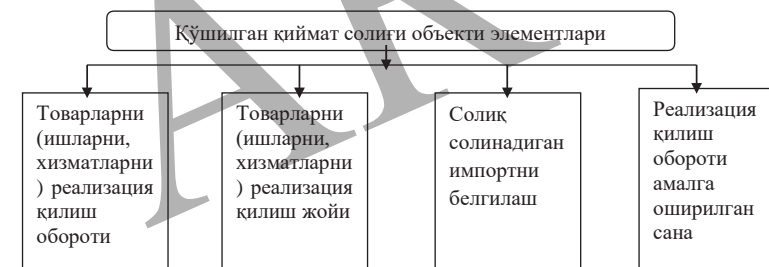 Қўшилган қиймат солиғи объекти элементлари
Товарларни
(ишларни,
хизматларни
) реализация
қилиш
обороти
Товарларни
(ишларни,
хизматларни
) реализация
қилиш жойи
Солиқ
солинадиган
импортни
белгилаш
Реализация
қилиш
обороти
амалга
оширилган
сана